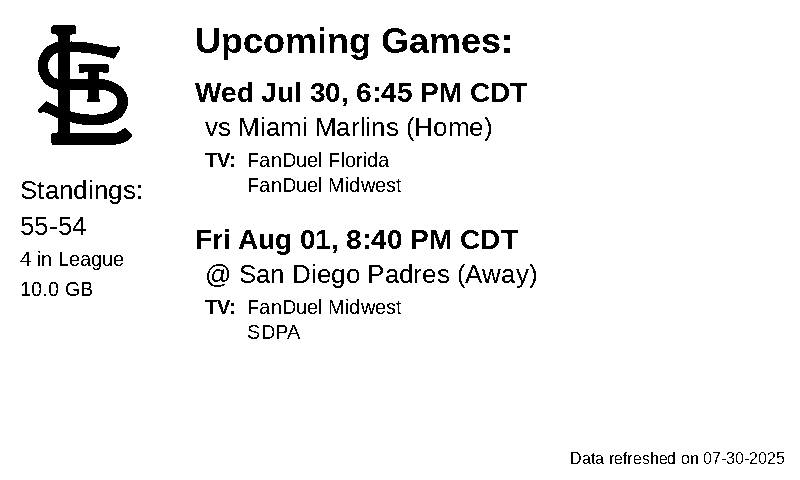 STL
Standings:
55-54
4 in League
10.0 GB
Upcoming Games:
Wed Jul 30, 6:45 PM CDT
vs Miami Marlins (Home)
TV: FanDuel Florida
FanDuel Midwest
Fri Aug 01, 8:40 PM CDT
@ San Diego Padres (Away)
TV: FanDuel Midwest
SDPA
Data refreshed on 07-30-2025